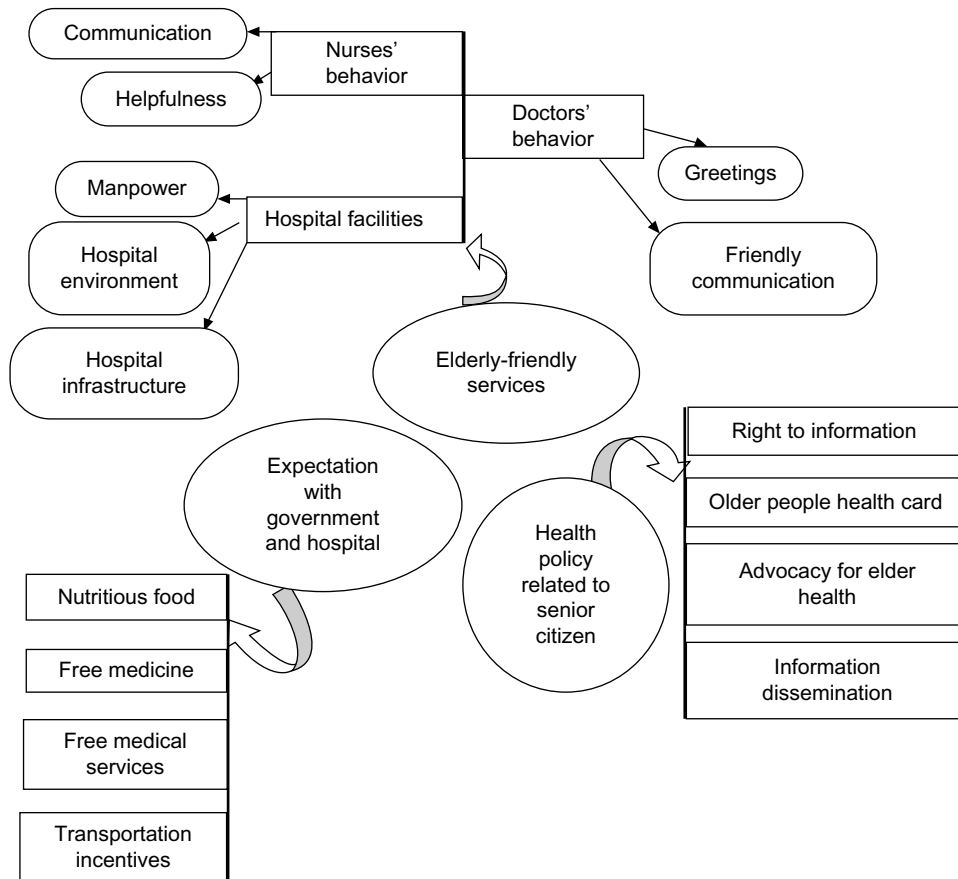 Communication
Nurses’
behavior
Helpfulness
Doctors’
behavior
Greetings
Manpower
Hospital facilities
Hospital
environment
Friendly
communication
Hospital
infrastructure
Elderly-friendly
services
Right to information
Expectation
with
government
and hospital
Older people health card
Health
policy
related to
senior
citizen
Advocacy for elder
health
Nutritious food
Free medicine
Information
dissemination
Free medical
services
Transportation
incentives